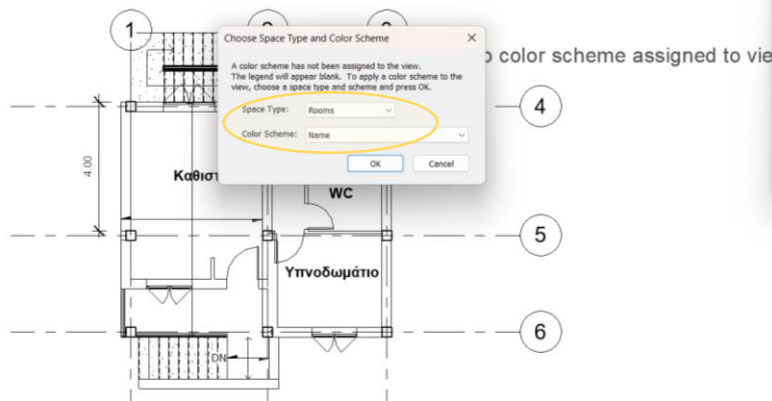 1
Choose Space Type and Color Scheme
color scheme assigned to vie
A color scheme has not been assigned to the view.
The legend will appear blank. To apply a color scheme to the
view, choose a space type and scheme and press OK.
Space Type: Rooms
Color Scheme: Name
OK Cancel
4
4.00
Καθιστ
WC
5
Υπνοδωμάτιο
6
DN